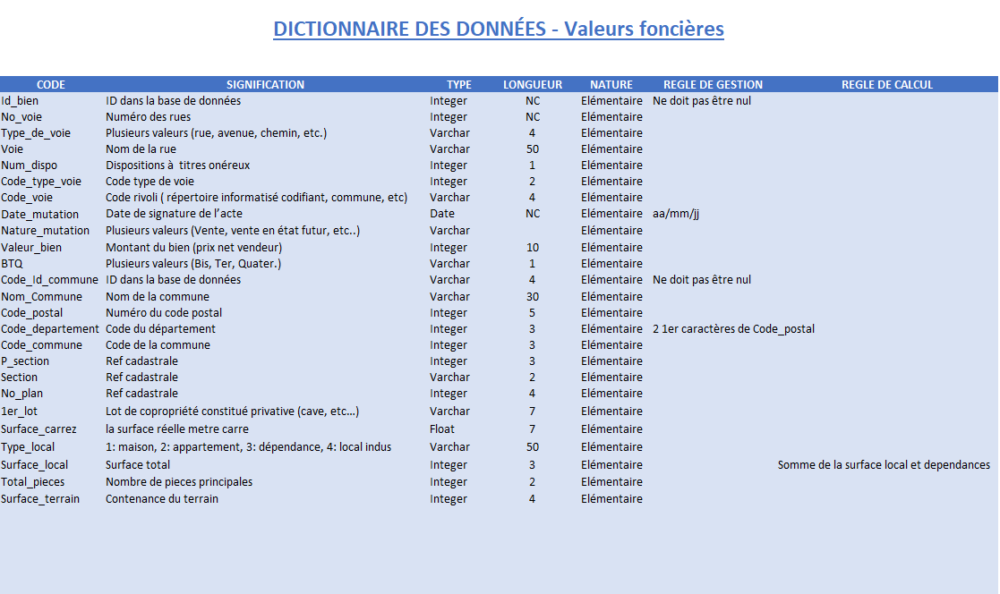 DICTIONNAIRE DES DONNÉES - Valeurs foncières
CODE SIGNIFICATION TYPE LONGUEUR NATURE REGLE DE GESTION REGLE DE CALCUL
Id_bien ID dans la base de données Integer NC Elémentaire Ne doit pas être nul
No_voie Numéro des rues Integer NC Elémentaire
Type_de_voie Plusieurs valeurs (rue, avenue, chemin, etc.) Varchar 4 Elémentaire
Voie Nom de la rue Varchar 50 Elémentaire
Num_dispo Dispositions à titres onéreux Integer 1 Elémentaire
Code_type_voie Code type de voie Integer 2 Elémentaire
Code_voie Code rivoli ( répertoire informatisé codifiant, commune, etc) Varchar 4 Elémentaire
Date_mutation Date de signature de l’acte Date NC Elémentaire aa/mm/jj
Nature_mutation Plusieurs valeurs (Vente, vente en état futur, etc..) Varchar Elémentaire
Valeur_bien Montant du bien (prix net vendeur) Integer 10 Elémentaire
BTQ Plusieurs valeurs (Bis, Ter, Quater.) Varchar 1 Elémentaire
Code_Id_commune ID dans la base de données Varchar 4 Elémentaire Ne doit pas être nul
Nom_Commune Nom de la commune Varchar 30 Elémentaire
Code_postal Numéro du code postal Integer 5 Elémentaire
Code_departement Code du département Integer 3 Elémentaire 2 1er caractères de Code_postal
Code_commune Code de la commune Integer 3 Elémentaire
P_section Ref cadastrale Integer 3 Elémentaire
Section Ref cadastrale Varchar 2 Elémentaire
No_plan Ref cadastrale Integer 4 Elémentaire
1er_lot Lot de copropriété constitué privative (cave, etc…) Varchar 7 Elémentaire
Surface_carrez la surface réelle metre carre Float 7 Elémentaire
Type_local 1: maison, 2: appartement, 3: dépendance, 4: local indus Varchar 50 Elémentaire
Surface_local Surface total Integer 3 Elémentaire Somme de la surface local et dependances
Total_pieces Nombre de pieces principales Integer 2 Elémentaire
Surface_terrain Contenance du terrain Integer 4 Elémentaire